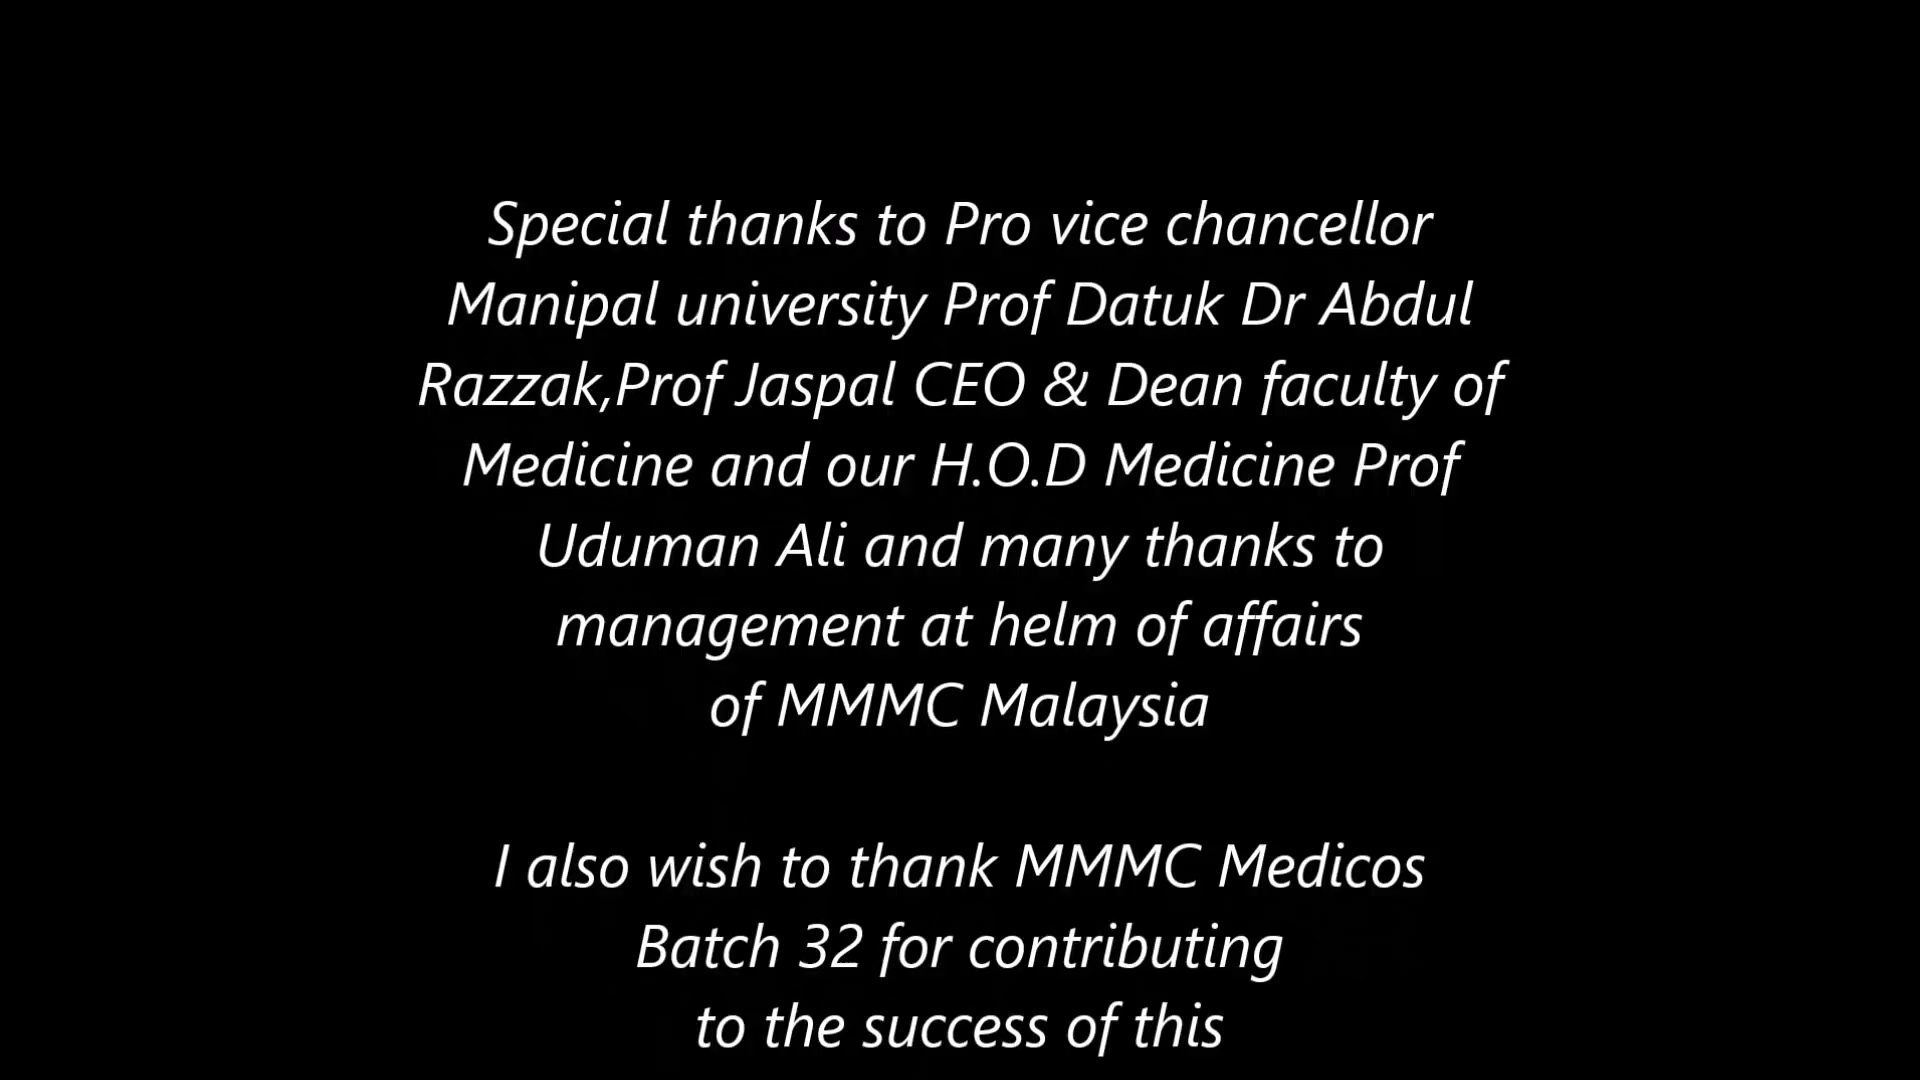 Special thanks to Pro vice chancellor
Manipal university Prof Datuk Dr Abdul
Razzak,Prof Jaspal CEO & Dean faculty of
Medicine and our H.O.D Medicine Prof
Uduman Ali and many thanks to
management at helm of affairs
of MMMC Malaysia
I also wish to thank MMMC Medicos
Batch 32 for contributing
to the success of this